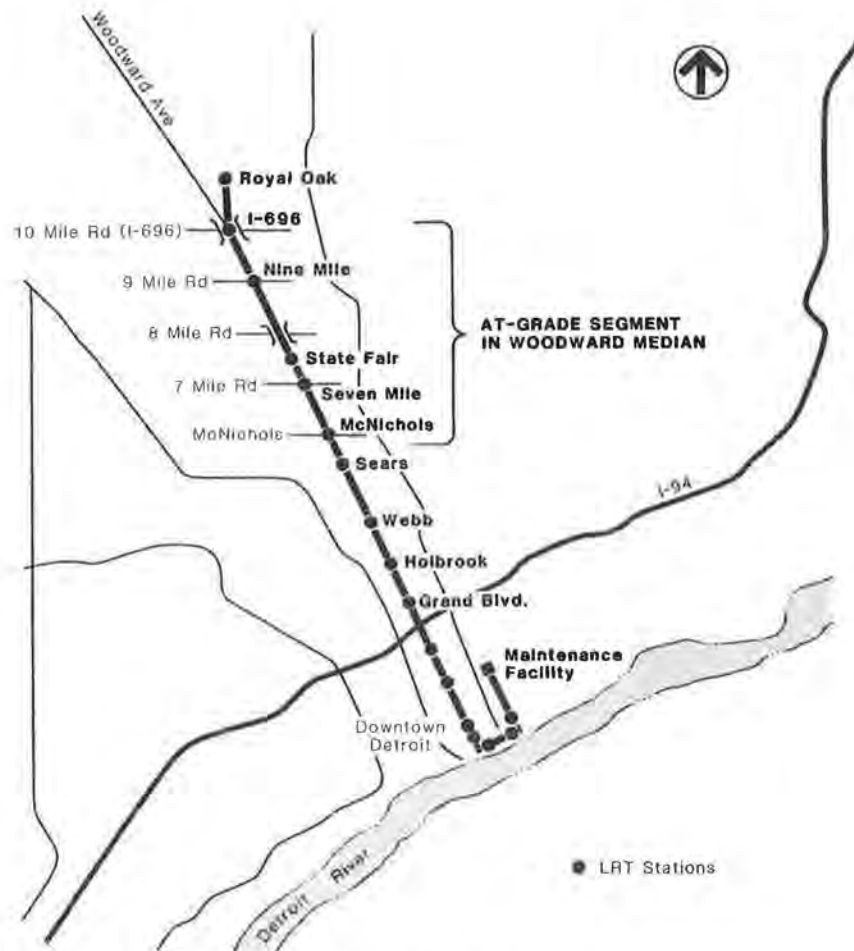 Woodward Ave
Royal Oak
I-696
10 Mile Rd (I-696)
Nine Mile
9 Mile Rd
AT-GRADE SEGMENT
IN WOODWARD MEDIAN
8 Mile Rd
State Fair
7 Mile Rd
Seven Mile
McNichols
McNichols
Sears
I-94
Webb
Holbrook
Grand Blvd.
Maintenance
Facility
Downtown
Detroit
LRT Stations
Detroit River